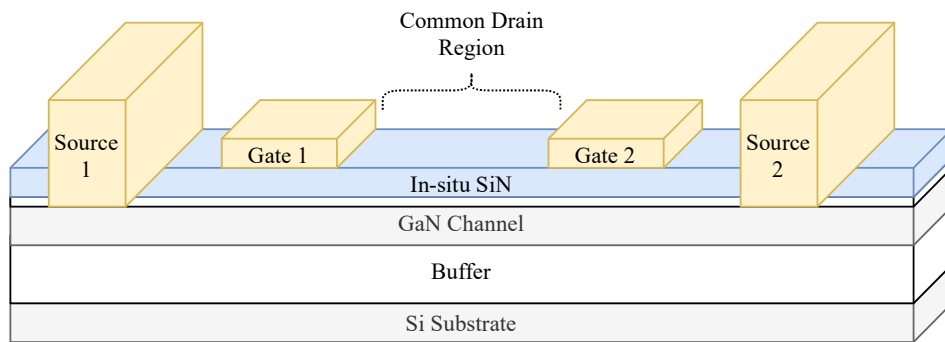 Common Drain
Region
Source
1
Gate 1
Gate 2
Source
2
In-situ SiN
GaN Channel
Buffer
Si Substrate